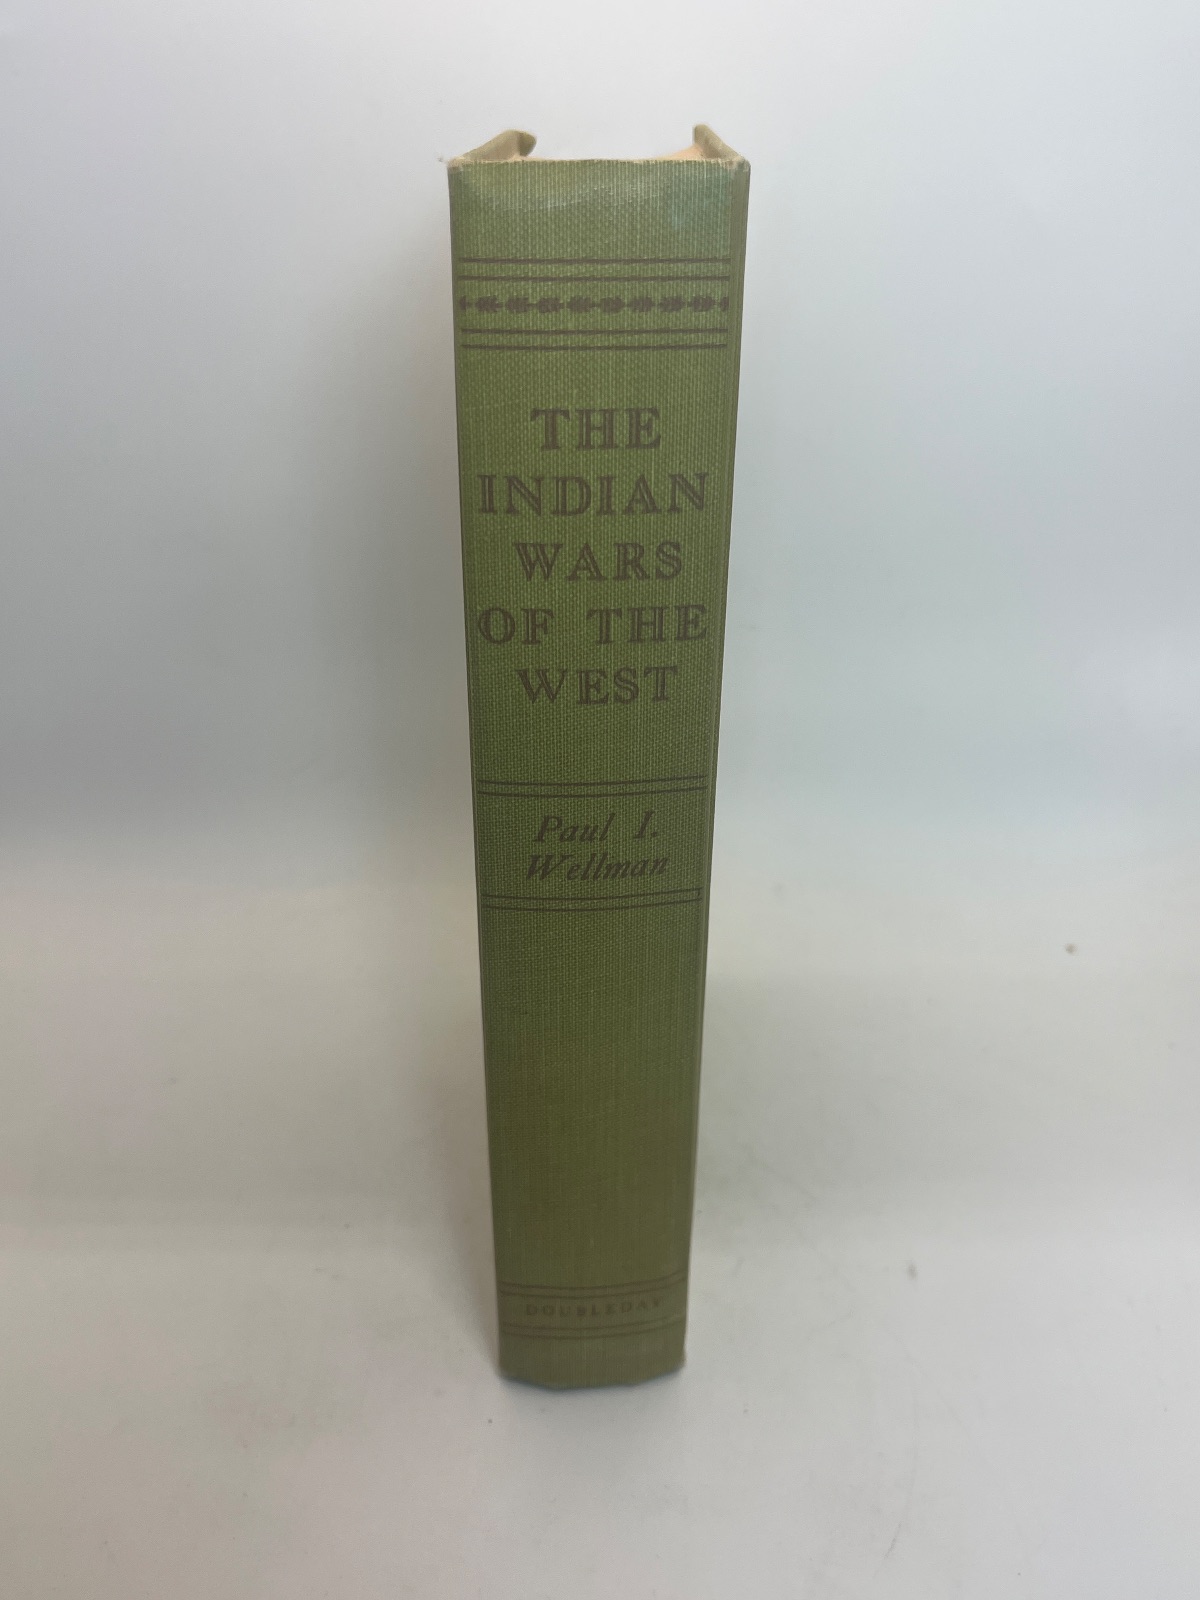 THE
INDIAN
WARS
OF THE
WEST
Paul I.
Wellman
DOUBLEDAY